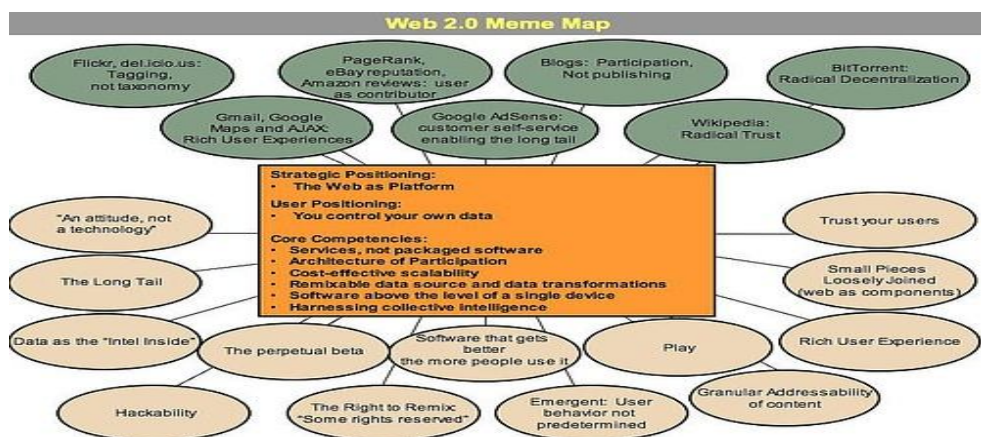 Web 2.0 Meme Map
Flickr, del.icio.us:
Tagging,
not taxonomy
PageRank,
eBay reputation,
Amazon reviews: user
as contributor
Blogs: Participation,
Not publishing
BitTorrent:
Radical Decentralization
Gmail, Google
Maps and AJAX:
Rich User Experiences
Google AdSense:
customer self-service
enabling the long tail
Wikipedia:
Radical Trust
Strategic Positioning:
• The Web as Platform
User Positioning:
• You control your own data
Core Competencies:
• Services, not packaged software
• Architecture of Participation
• Cost-effective scalability
• Remixable data source and data transformations
• Software above the level of a single device
• Harnessing collective intelligence
"An attitude, not
a technology"
Trust your users
The Long Tail
Small Pieces
Loosely Joined
(web as components)
Data as the "Intel Inside"
The perpetual beta
Software that gets
better
the more people use it
Play
Rich User Experience
Hackability
The Right to Remix:
"Some rights reserved"
Emergent: User
behavior not
predetermined
Granular Addressability
of content